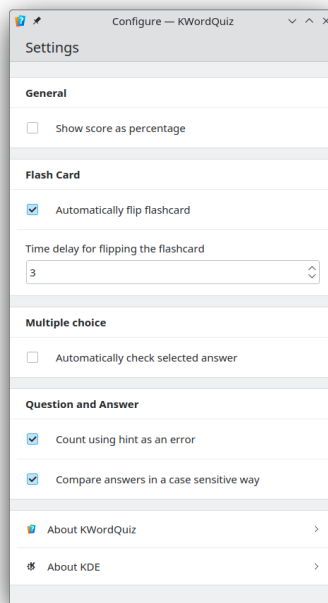 Configure — KWordQuiz
Settings
General
Show score as percentage
Flash Card
Automatically flip flashcard
Time delay for flipping the flashcard
3
Multiple choice
Automatically check selected answer
Question and Answer
Count using hint as an error
Compare answers in a case sensitive way
About KWordQuiz
About KDE